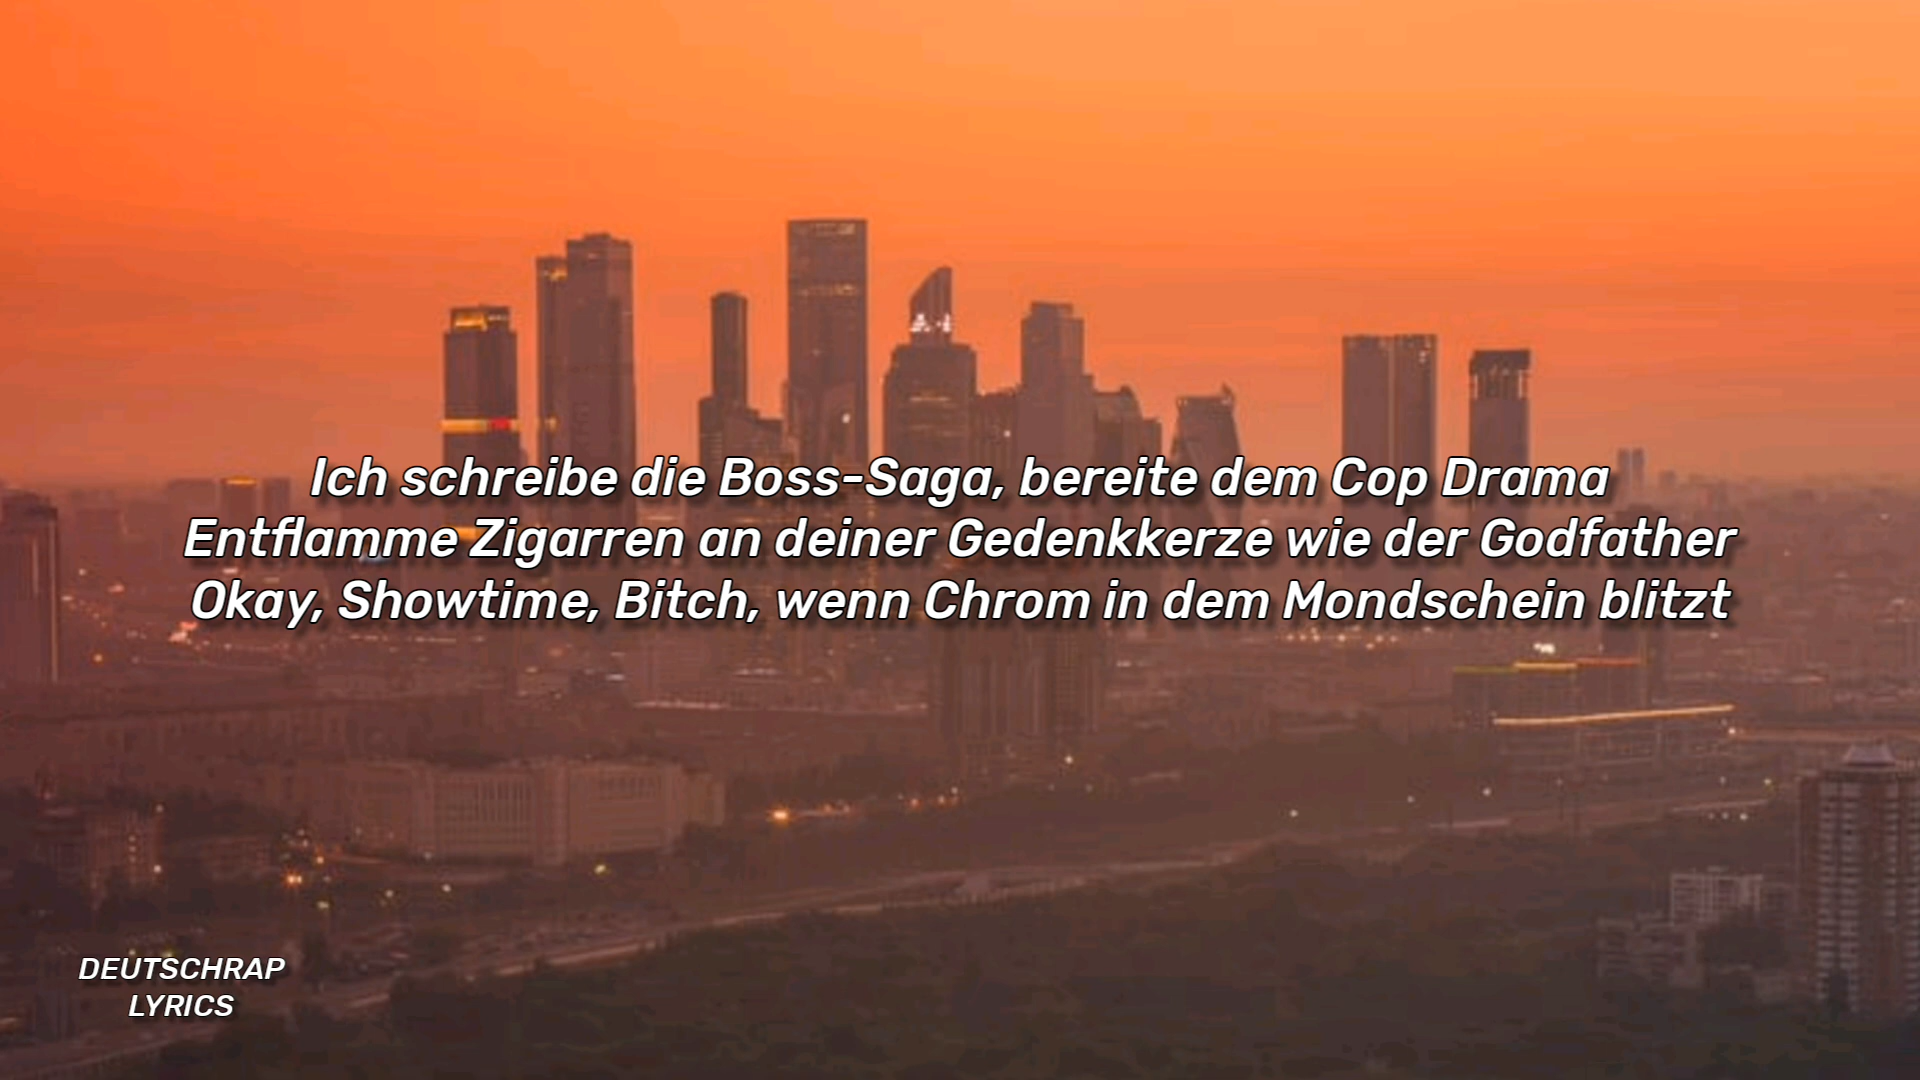 Ich schreibe die Boss-Saga, bereite dem Cop Drama
Entflamme Zigarren an deiner Gedenkkerze wie der Godfather
Okay, Showtime, Bitch, wenn Chrom in dem Mondschein blitzt
DEUTSCHRAP
LYRICS